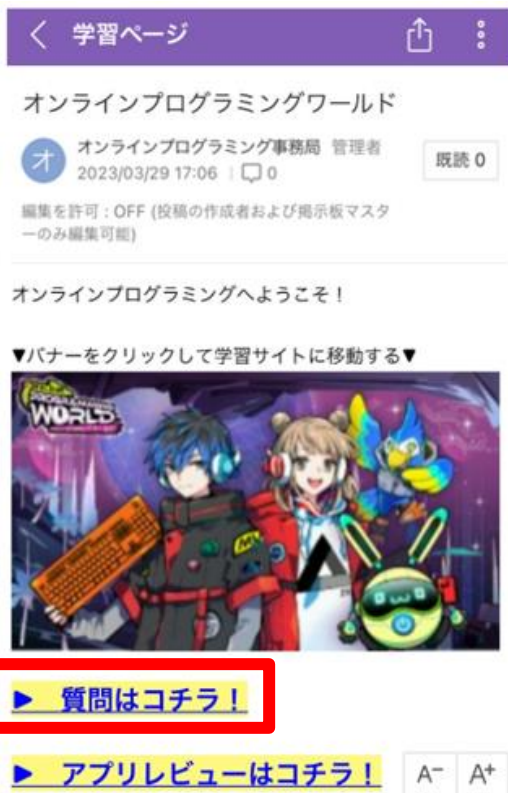 学習ページ
オンラインプログラミングワールド
オ
オンラインプログラミング事務局 管理者
2023/03/29 17:06 0
既読 0
編集を許可 : OFF (投稿の作成者および掲示板マスタ
ーのみ編集可能)
オンラインプログラミングへようこそ！
▼バナーをクリックして学習サイトに移動する▼
WORLD
▶ 質問はコチラ！
▶ アプリレビューはコチラ！
A⁻ A⁺